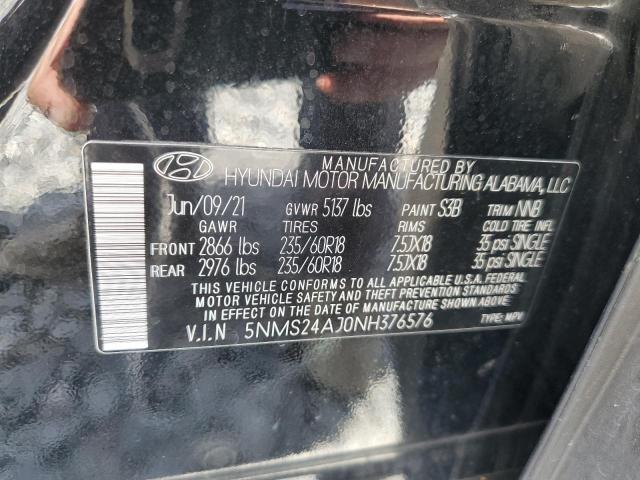 MANUFACTURED BY
HYUNDAI MOTOR MANUFACTURING ALABAMA, LLC
Jun/09/21 GVWR 5137 lbs PAINT S3B TRIM NNB
GAWR TIRES RIMS COLD TIRE INFL
FRONT 2866 lbs 235/60R18 7.5JX18 35 psi SINGLE
REAR 2976 lbs 235/60R18 7.5JX18 35 psi SINGLE
THIS VEHICLE CONFORMS TO ALL APPLICABLE U.S.A. FEDERAL
MOTOR VEHICLE SAFETY AND THEFT PREVENTION STANDARDS
IN EFFECT ON THE DATE OF MANUFACTURE SHOWN ABOVE.
V.I.N 5NMS24AJ0NH376576 TYPE: MPV